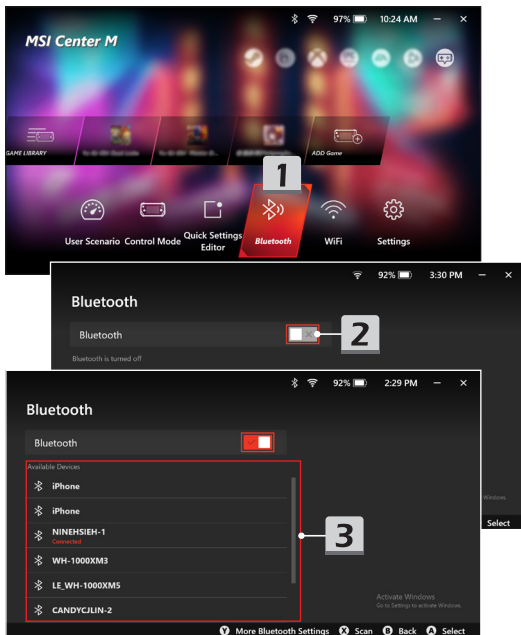 97% 10:24 AM
MSI Center M
GAME LIBRARY
ADD Game
1
User Scenario
Control Mode
Quick Settings
Editor
Bluetooth
WiFi
Settings
92% 3:30 PM
Bluetooth
Bluetooth
2
Bluetooth is turned off
Windows.
Select
92% 2:29 PM
Bluetooth
Bluetooth
Available Devices
iPhone
iPhone
NINEHSIEH-1
Connected
3
WH-1000XM3
LE_WH-1000XM5
CANDYCJLIN-2
Activate Windows
Go to Settings to activate Windows.
Y More Bluetooth Settings X Scan B Back A Select